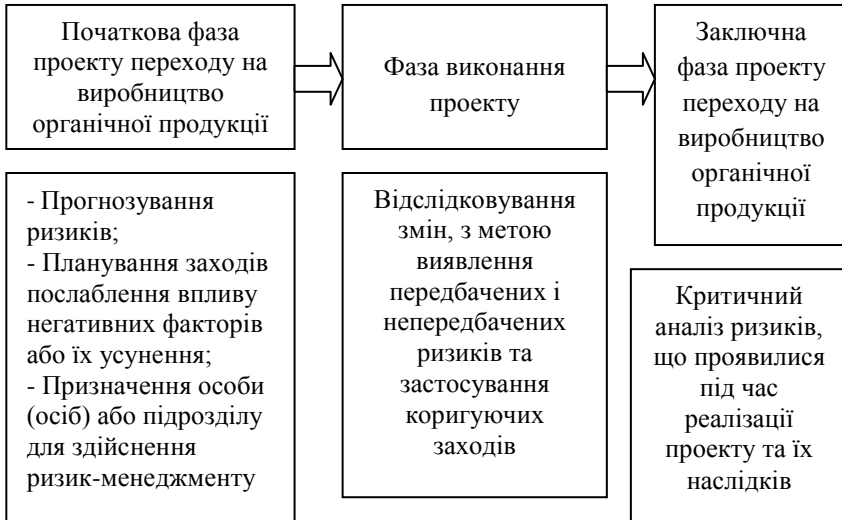 Початкова фаза
проекту переходу на
виробництво
органічної продукції
Фаза виконання
проекту
Заключна
фаза проекту
переходу на
виробництво
органічної
продукції
- Прогнозування
ризиків;
- Планування заходів
послаблення впливу
негативних факторів
або їх усунення;
- Призначення особи
(осіб) або підрозділу
для здійснення
ризик-менеджменту
Відслідковування
змін, з метою
виявлення
передбачених і
непередбачених
ризиків та
застосування
коригуючих
заходів
Критичний
аналіз ризиків,
що проявилися
під час
реалізації
проекту та їх
наслідків